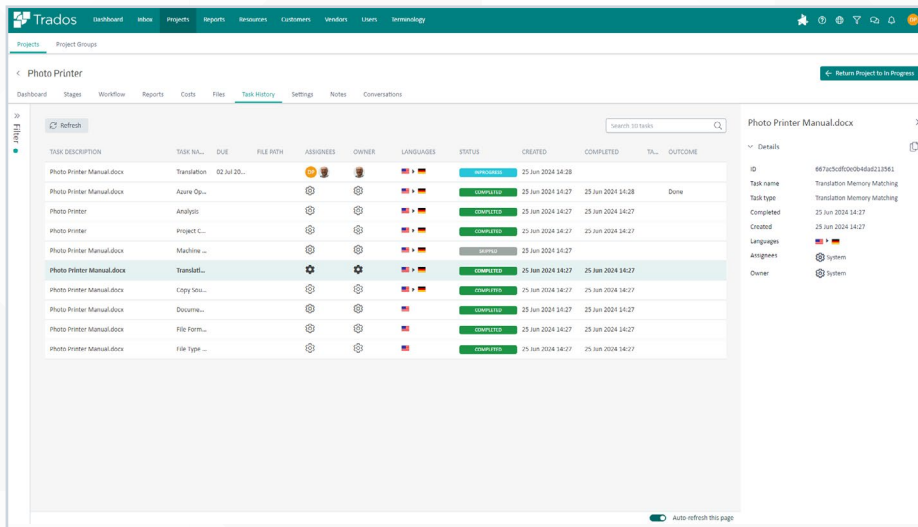 Trados Dashboard Inbox Projects Reports Resources Customers Vendors Users Terminology
Projects Project Groups
Photo Printer
← Return Project to In Progress
Dashboard Stages Workflow Reports Costs Files Task History Settings Notes Conversations
Filter
Refresh
Search 10 tasks
TASK DESCRIPTION TASK NA... DUE FILE PATH ASSIGNEES OWNER LANGUAGES STATUS CREATED COMPLETED TA... OUTCOME
Photo Printer Manual.docx Translation 02 Jul 20... INPROGRESS 25 Jun 2024 14:28
Photo Printer Manual.docx Azure Op... COMPLETED 25 Jun 2024 14:27 25 Jun 2024 14:28 Done
Photo Printer Analysis COMPLETED 25 Jun 2024 14:27 25 Jun 2024 14:27
Photo Printer Project C... COMPLETED 25 Jun 2024 14:27 25 Jun 2024 14:27
Photo Printer Manual.docx Machine ... SKIPPED 25 Jun 2024 14:27
Photo Printer Manual.docx Translati... COMPLETED 25 Jun 2024 14:27 25 Jun 2024 14:27
Photo Printer Manual.docx Copy Sou... COMPLETED 25 Jun 2024 14:27 25 Jun 2024 14:27
Photo Printer Manual.docx Docume... COMPLETED 25 Jun 2024 14:27 25 Jun 2024 14:27
Photo Printer Manual.docx File Form... COMPLETED 25 Jun 2024 14:27 25 Jun 2024 14:27
Photo Printer Manual.docx File Type ... COMPLETED 25 Jun 2024 14:27 25 Jun 2024 14:27
Auto-refresh this page
Photo Printer Manual.docx
Details
ID 667ac5cdfc0e0b4dad213561
Task name Translation Memory Matching
Task type Translation Memory Matching
Completed 25 Jun 2024 14:27
Created 25 Jun 2024 14:27
Languages
Assignees System
Owner System